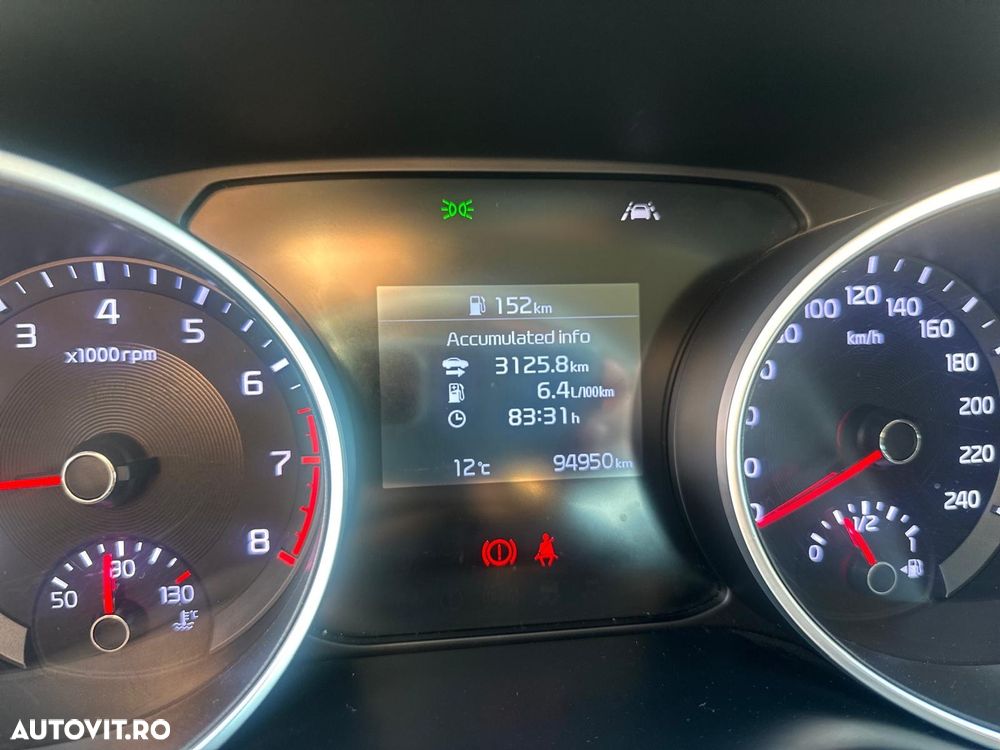 152km
Accumulated info
3125.8km
6.4L/100km
83:31h
12°C 94950km
3 4 5 6 7 8
x1000rpm
50 90 130
°C
100 120 140 160 180 200 220 240
km/h
0 1/2 1
AUTOVIT.RO